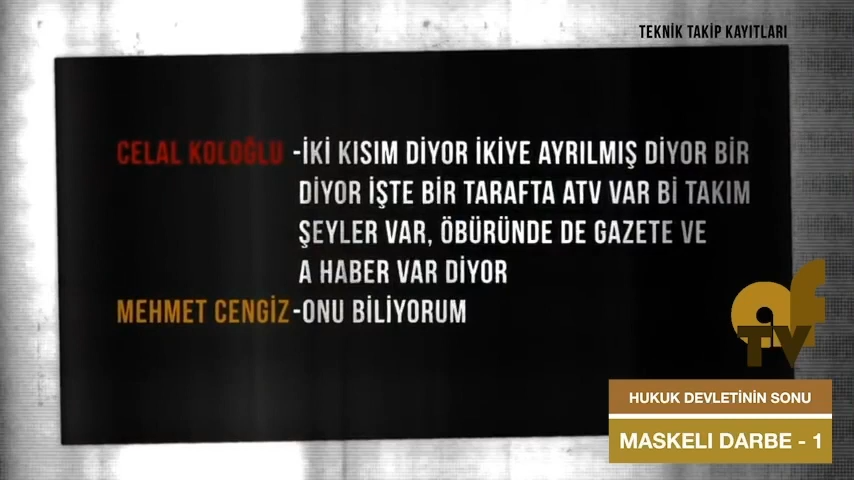 TEKNİK TAKİP KAYITLARI
CELAL KOLOĞLU -İKİ KISIM DİYOR İKİYE AYRILMIŞ DİYOR BİR
DİYOR İŞTE BİR TARAFTA ATV VAR Bİ TAKIM
ŞEYLER VAR, ÖBÜRÜNDE DE GAZETE VE
A HABER VAR DİYOR
MEHMET CENGİZ -ONU BİLİYORUM
af
TV
HUKUK DEVLETİNİN SONU
MASKELI DARBE - 1